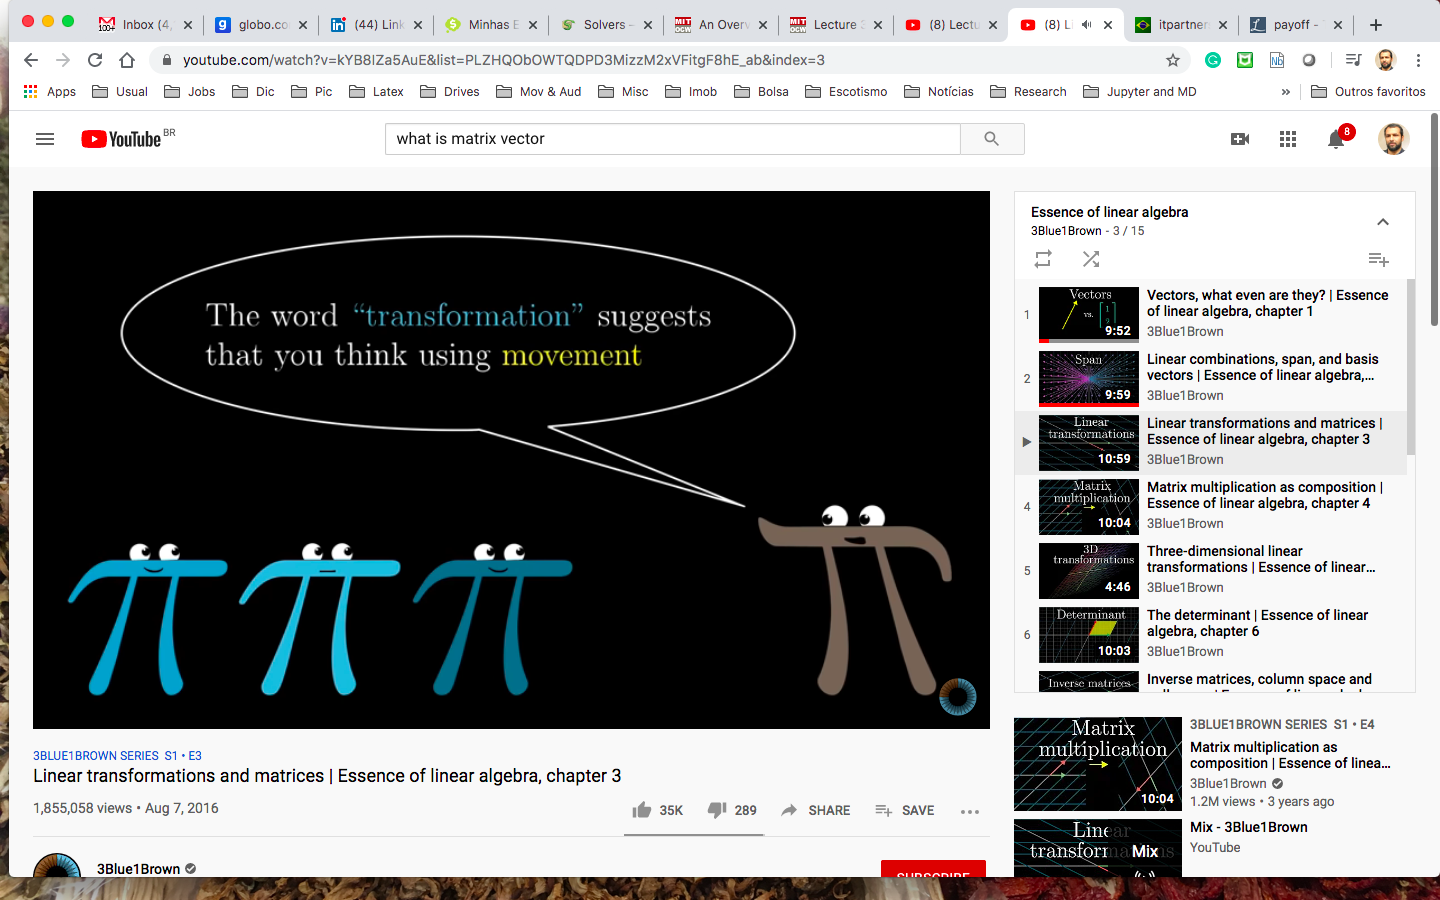 100+
Inbox (4,
globo.co
(44) Link
Minhas E
Solvers –
MIT
OCW
An Overv
MIT
OCW
Lecture 3
(8) Lectu
(8) Li
itpartner
payoff -
youtube.com/watch?v=kYB8IZa5AuE&list=PLZHQObOWTQDPD3MizzM2xVFitgF8hE_ab&index=3
Apps
Usual
Jobs
Dic
Pic
Latex
Drives
Mov & Aud
Misc
Imob
Bolsa
Escotismo
Notícias
Research
Jupyter and MD
»
Outros favoritos
YouTube BR
what is matrix vector
8
The word “transformation” suggests
that you think using movement
3BLUE1BROWN SERIES S1 • E3
Linear transformations and matrices | Essence of linear algebra, chapter 3
1,855,058 views • Aug 7, 2016
35K
289
SHARE
SAVE
3Blue1Brown
SUBSCRIBE
Essence of linear algebra
3Blue1Brown - 3 / 15
1
Vectors
vs.
9:52
Vectors, what even are they? | Essence
of linear algebra, chapter 1
3Blue1Brown
2
Span
9:59
Linear combinations, span, and basis
vectors | Essence of linear algebra,...
3Blue1Brown
Linear
transformations
10:59
Linear transformations and matrices |
Essence of linear algebra, chapter 3
3Blue1Brown
4
Matrix
multiplication
10:04
Matrix multiplication as composition |
Essence of linear algebra, chapter 4
3Blue1Brown
5
3D
transformations
4:46
Three-dimensional linear
transformations | Essence of linear...
3Blue1Brown
6
Determinant
10:03
The determinant | Essence of linear
algebra, chapter 6
3Blue1Brown
Inverse matrices
Inverse matrices, column space and
Matrix
multiplication
10:04
3BLUE1BROWN SERIES S1 • E4
Matrix multiplication as
composition | Essence of linea...
3Blue1Brown
1.2M views • 3 years ago
Linear
transformations
Mix
Mix - 3Blue1Brown
YouTube